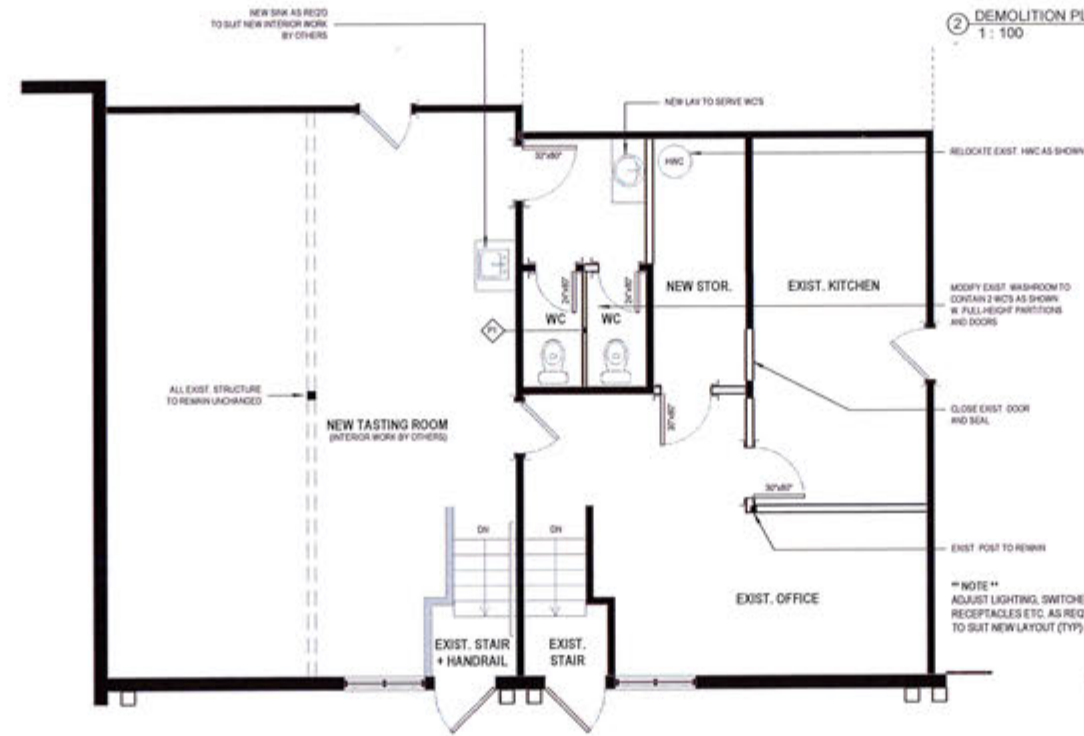 NEW SINK AS REQ'D
TO SUIT NEW INTERIOR WORK
BY OTHERS
2 DEMOLITION PL
1 : 100
NEW LAV TO SERVE WC'S
30"x80"
HWC
RELOCATE EXIST. HWC AS SHOWN
NEW STOR.
EXIST. KITCHEN
24"x80"
24"x80"
MODIFY EXIST. WASHROOM TO
CONTAIN 2 WC'S AS SHOWN
W. FULL-HEIGHT PARTITIONS
AND DOORS
WC
WC
P1
ALL EXIST. STRUCTURE
TO REMAIN UNCHANGED
NEW TASTING ROOM
(INTERIOR WORK BY OTHERS)
30"x80"
CLOSE EXIST. DOOR
AND SEAL
30"x80"
DN
DN
EXIST. POST TO REMAIN
EXIST. OFFICE
** NOTE **
ADJUST LIGHTING, SWITCHE
RECEPTACLES ETC. AS REQ
TO SUIT NEW LAYOUT (TYP)
EXIST. STAIR
+ HANDRAIL
EXIST.
STAIR